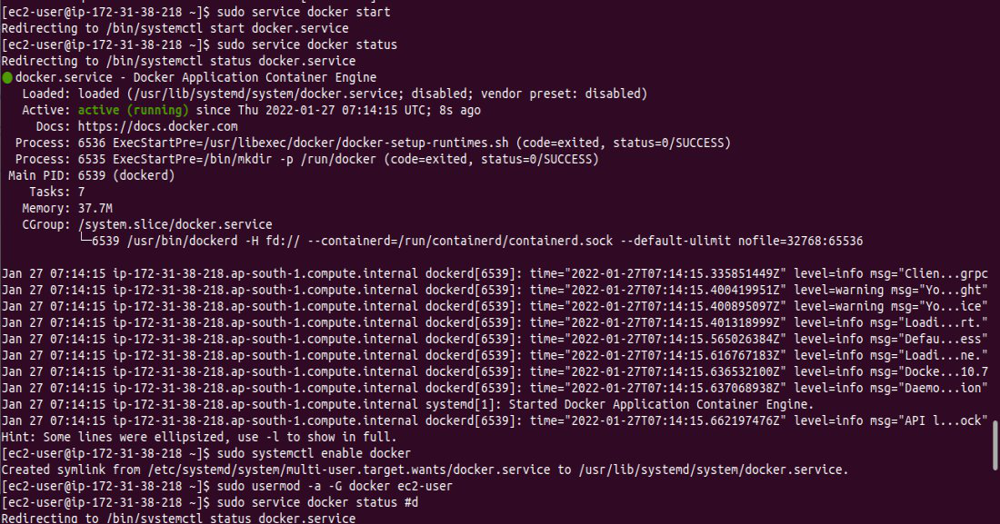 [ec2-user@ip-172-31-38-218 ~]$ sudo service docker start
Redirecting to /bin/systemctl start docker.service
[ec2-user@ip-172-31-38-218 ~]$ sudo service docker status
Redirecting to /bin/systemctl status docker.service
● docker.service - Docker Application Container Engine
   Loaded: loaded (/usr/lib/systemd/system/docker.service; disabled; vendor preset: disabled)
   Active: active (running) since Thu 2022-01-27 07:14:15 UTC; 8s ago
     Docs: https://docs.docker.com
  Process: 6536 ExecStartPre=/usr/libexec/docker/docker-setup-runtimes.sh (code=exited, status=0/SUCCESS)
  Process: 6535 ExecStartPre=/bin/mkdir -p /run/docker (code=exited, status=0/SUCCESS)
 Main PID: 6539 (dockerd)
    Tasks: 7
   Memory: 37.7M
   CGroup: /system.slice/docker.service
           └─6539 /usr/bin/dockerd -H fd:// --containerd=/run/containerd/containerd.sock --default-ulimit nofile=32768:65536
Jan 27 07:14:15 ip-172-31-38-218.ap-south-1.compute.internal dockerd[6539]: time="2022-01-27T07:14:15.335851449Z" level=info msg="Clien...grpc
Jan 27 07:14:15 ip-172-31-38-218.ap-south-1.compute.internal dockerd[6539]: time="2022-01-27T07:14:15.400419951Z" level=warning msg="Yo...ght"
Jan 27 07:14:15 ip-172-31-38-218.ap-south-1.compute.internal dockerd[6539]: time="2022-01-27T07:14:15.400895097Z" level=warning msg="Yo...ice"
Jan 27 07:14:15 ip-172-31-38-218.ap-south-1.compute.internal dockerd[6539]: time="2022-01-27T07:14:15.401318999Z" level=info msg="Loadi...rt."
Jan 27 07:14:15 ip-172-31-38-218.ap-south-1.compute.internal dockerd[6539]: time="2022-01-27T07:14:15.565026384Z" level=info msg="Defau...ess"
Jan 27 07:14:15 ip-172-31-38-218.ap-south-1.compute.internal dockerd[6539]: time="2022-01-27T07:14:15.616767183Z" level=info msg="Loadi...ne."
Jan 27 07:14:15 ip-172-31-38-218.ap-south-1.compute.internal dockerd[6539]: time="2022-01-27T07:14:15.636532100Z" level=info msg="Docke...10.7
Jan 27 07:14:15 ip-172-31-38-218.ap-south-1.compute.internal dockerd[6539]: time="2022-01-27T07:14:15.637068938Z" level=info msg="Daemo...ion"
Jan 27 07:14:15 ip-172-31-38-218.ap-south-1.compute.internal systemd[1]: Started Docker Application Container Engine.
Jan 27 07:14:15 ip-172-31-38-218.ap-south-1.compute.internal dockerd[6539]: time="2022-01-27T07:14:15.662197476Z" level=info msg="API l...ock"
Hint: Some lines were ellipsized, use -l to show in full.
[ec2-user@ip-172-31-38-218 ~]$ sudo systemctl enable docker
Created symlink from /etc/systemd/system/multi-user.target.wants/docker.service to /usr/lib/systemd/system/docker.service.
[ec2-user@ip-172-31-38-218 ~]$ sudo usermod -a -G docker ec2-user
[ec2-user@ip-172-31-38-218 ~]$ sudo service docker status #d
Redirecting to /bin/systemctl status docker.service